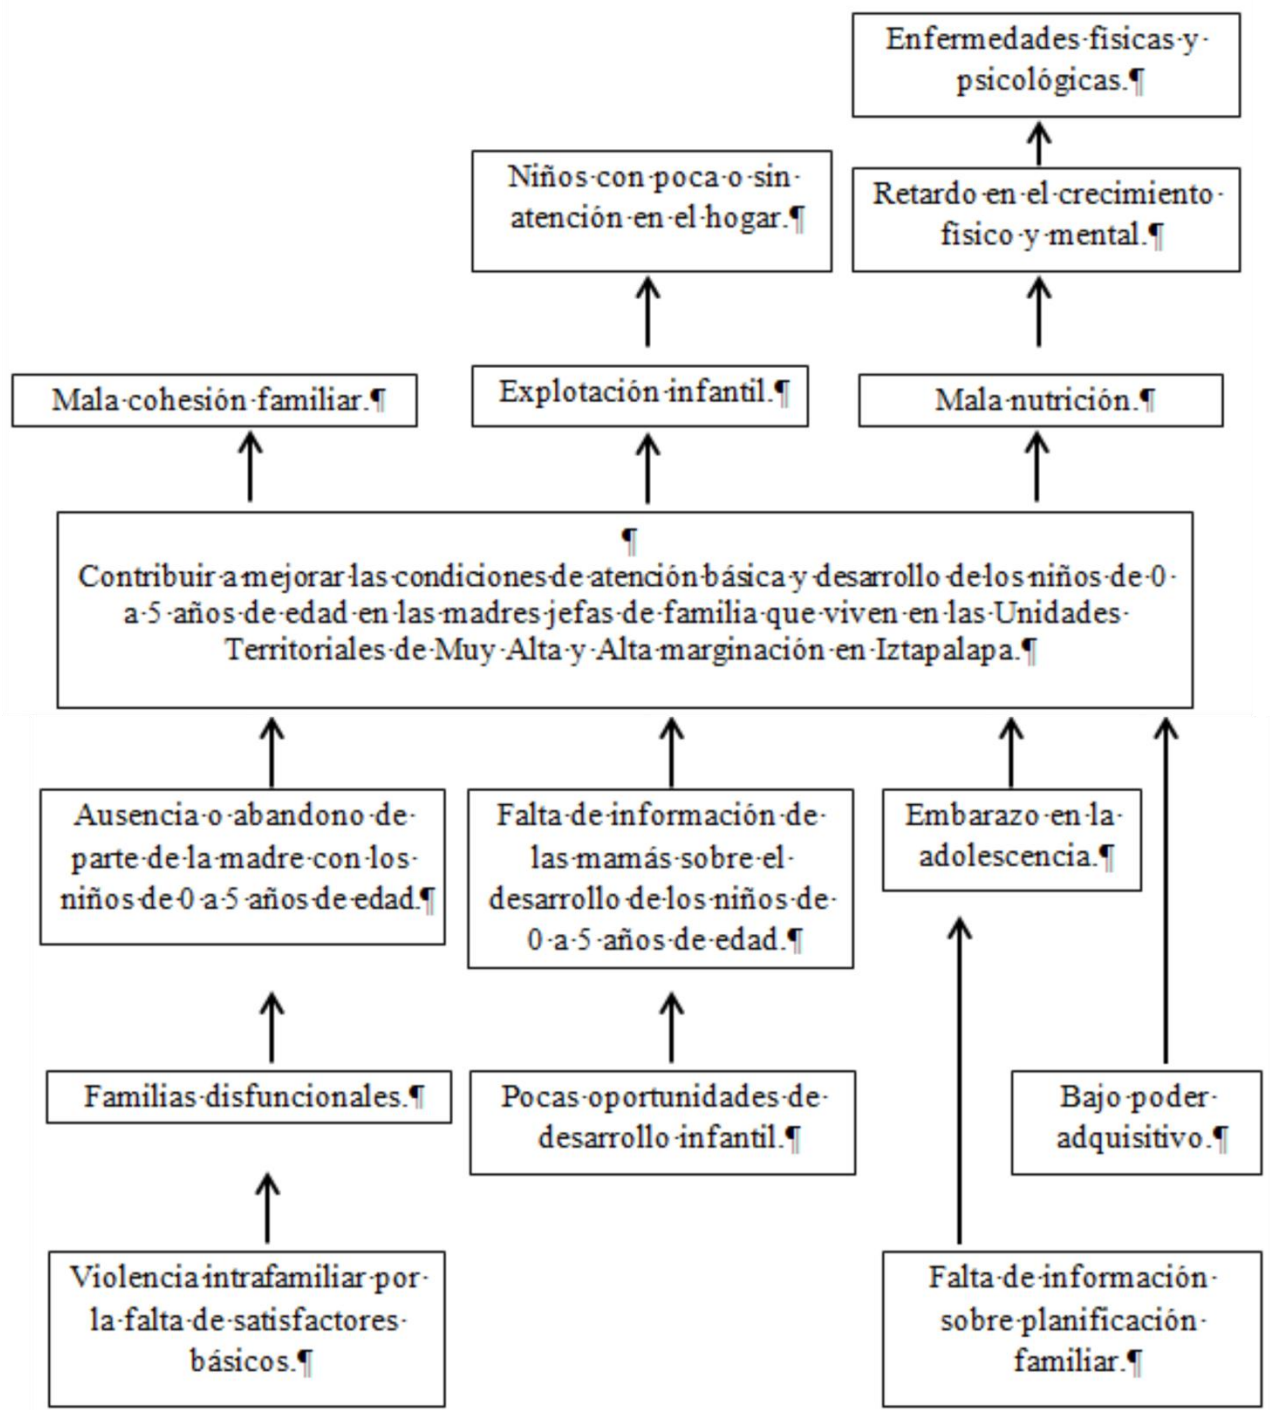 Enfermedades·físicas·y·
psicológicas.¶
Niños·con·poca·o·sin·
atención·en·el·hogar.¶
Retardo·en·el·crecimiento·
físico·y·mental.¶
Mala·cohesión·familiar.¶
Explotación·infantil.¶
Mala·nutrición.¶
¶
Contribuir·a·mejorar·las·condiciones·de·atención·básica·y·desarrollo·de·los·niños·de·0·
a·5·años·de·edad·en·las·madres·jefas·de·familia·que·viven·en·las·Unidades·
Territoriales·de·Muy·Alta·y·Alta·marginación·en·Iztapalapa.¶
Ausencia·o·abandono·de·
parte·de·la·madre·con·los·
niños·de·0·a·5·años·de·edad.¶
Falta·de·información·de·
las·mamás·sobre·el·
desarrollo·de·los·niños·de·
0·a·5·años·de·edad.¶
Embarazo·en·la·
adolescencia.¶
Familias·disfuncionales.¶
Pocas·oportunidades·de·
desarrollo·infantil.¶
Bajo·poder·
adquisitivo.¶
Violencia·intrafamiliar·por·
la·falta·de·satisfactores·
básicos.¶
Falta·de·información·
sobre·planificación·
familiar.¶